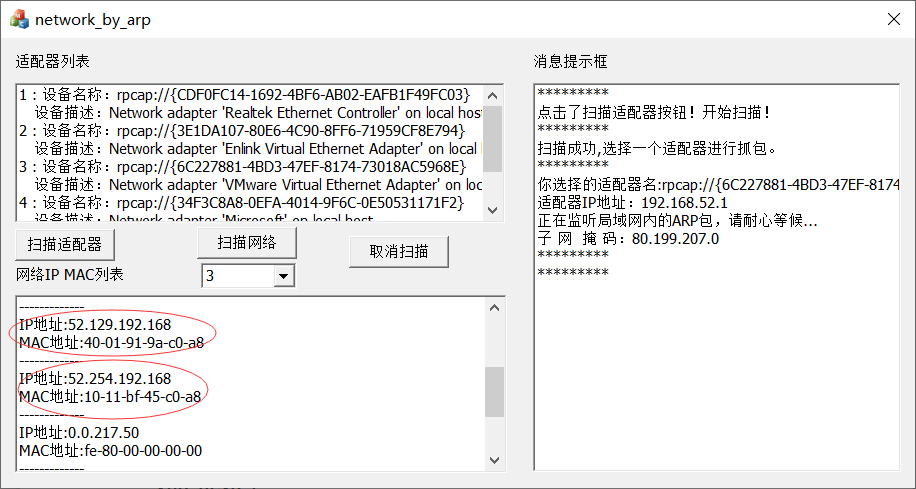 network_by_arp
适配器列表
1：设备名称：rpcap://{CDF0FC14-1692-4BF6-AB02-EAFB1F49FC03}
设备描述：Network adapter 'Realtek Ethernet Controller' on local host
2：设备名称：rpcap://{3E1DA107-80E6-4C90-8FF6-71959CF8E794}
设备描述：Network adapter 'Enlink Virtual Ethernet Adapter' on local h
3：设备名称：rpcap://{6C227881-4BD3-47EF-8174-73018AC5968E}
设备描述：Network adapter 'VMware Virtual Ethernet Adapter' on loc
4：设备名称：rpcap://{34F3C8A8-0EFA-4014-9F6C-0E50531171F2}
设备描述：Network adapter 'Microsoft' on local host
扫描适配器
扫描网络
取消扫描
网络IP MAC列表
3
-------------
IP地址:52.129.192.168
MAC地址:40-01-91-9a-c0-a8
-------------
IP地址:52.254.192.168
MAC地址:10-11-bf-45-c0-a8
-------------
IP地址:0.0.217.50
MAC地址:fe-80-00-00-00-00
-------------
消息提示框
*********
点击了扫描适配器按钮！开始扫描！
*********
扫描成功,选择一个适配器进行抓包。
*********
你选择的适配器名:rpcap://{6C227881-4BD3-47EF-8174
适配器IP地址：192.168.52.1
正在监听局域网内的ARP包，请耐心等候...
子 网 掩 码：80.199.207.0
*********
*********